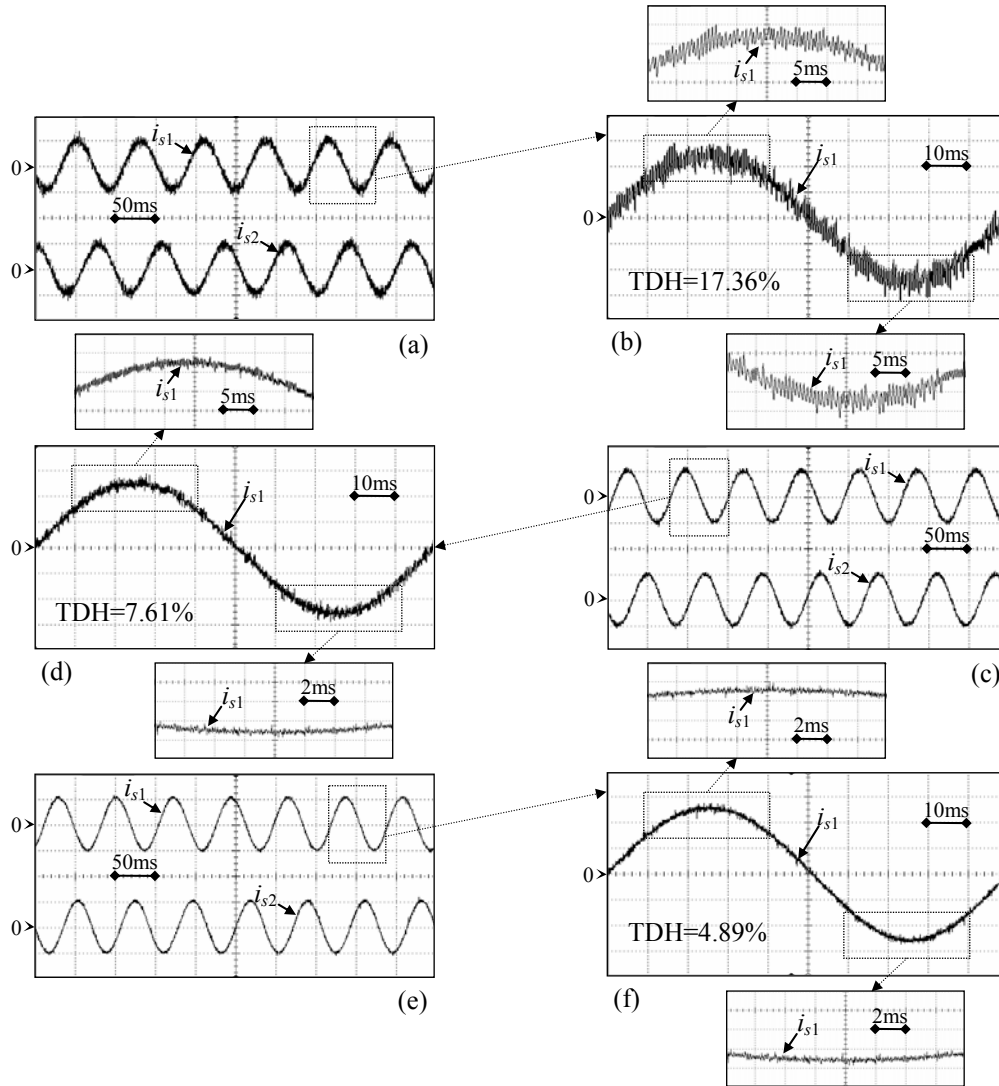 i_s1
5ms
i_s1
0
50ms
i_s2
0
(a)
i_s1
10ms
0
TDH=17.36%
(b)
i_s1
5ms
i_s1
5ms
10ms
i_s1
0
TDH=7.61%
(d)
i_s1
0
50ms
i_s2
0
(c)
2ms
i_s1
i_s1
2ms
i_s1
0
50ms
i_s2
0
(e)
i_s1
10ms
0
TDH=4.89%
(f)
i_s1
2ms